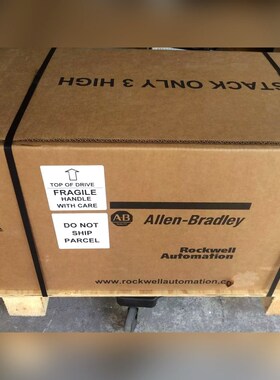 STACK ONLY 3 HIGH
TOP OF DRIVE
FRAGILE
HANDLE
WITH CARE
DO NOT
SHIP
PARCEL
AB
Allen-Bradley
Rockwell
Automation
www.rockwellautomation.c